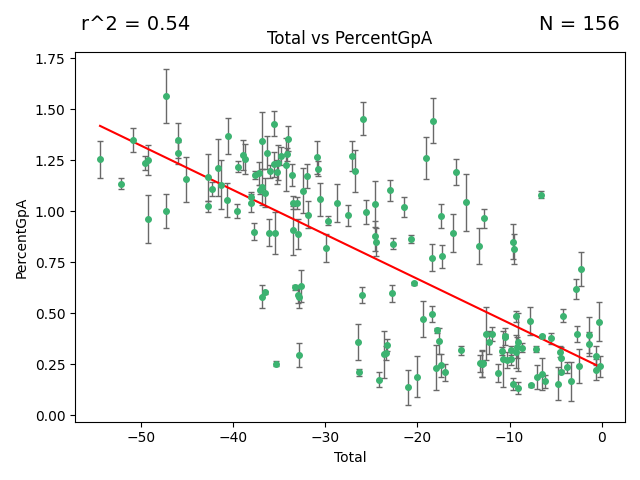 r^2 = 0.54
N = 156
Total vs PercentGpA
1.75
1.50
1.25
1.00
0.75
0.50
0.25
0.00
PercentGpA
−50
−40
−30
−20
−10
0
Total